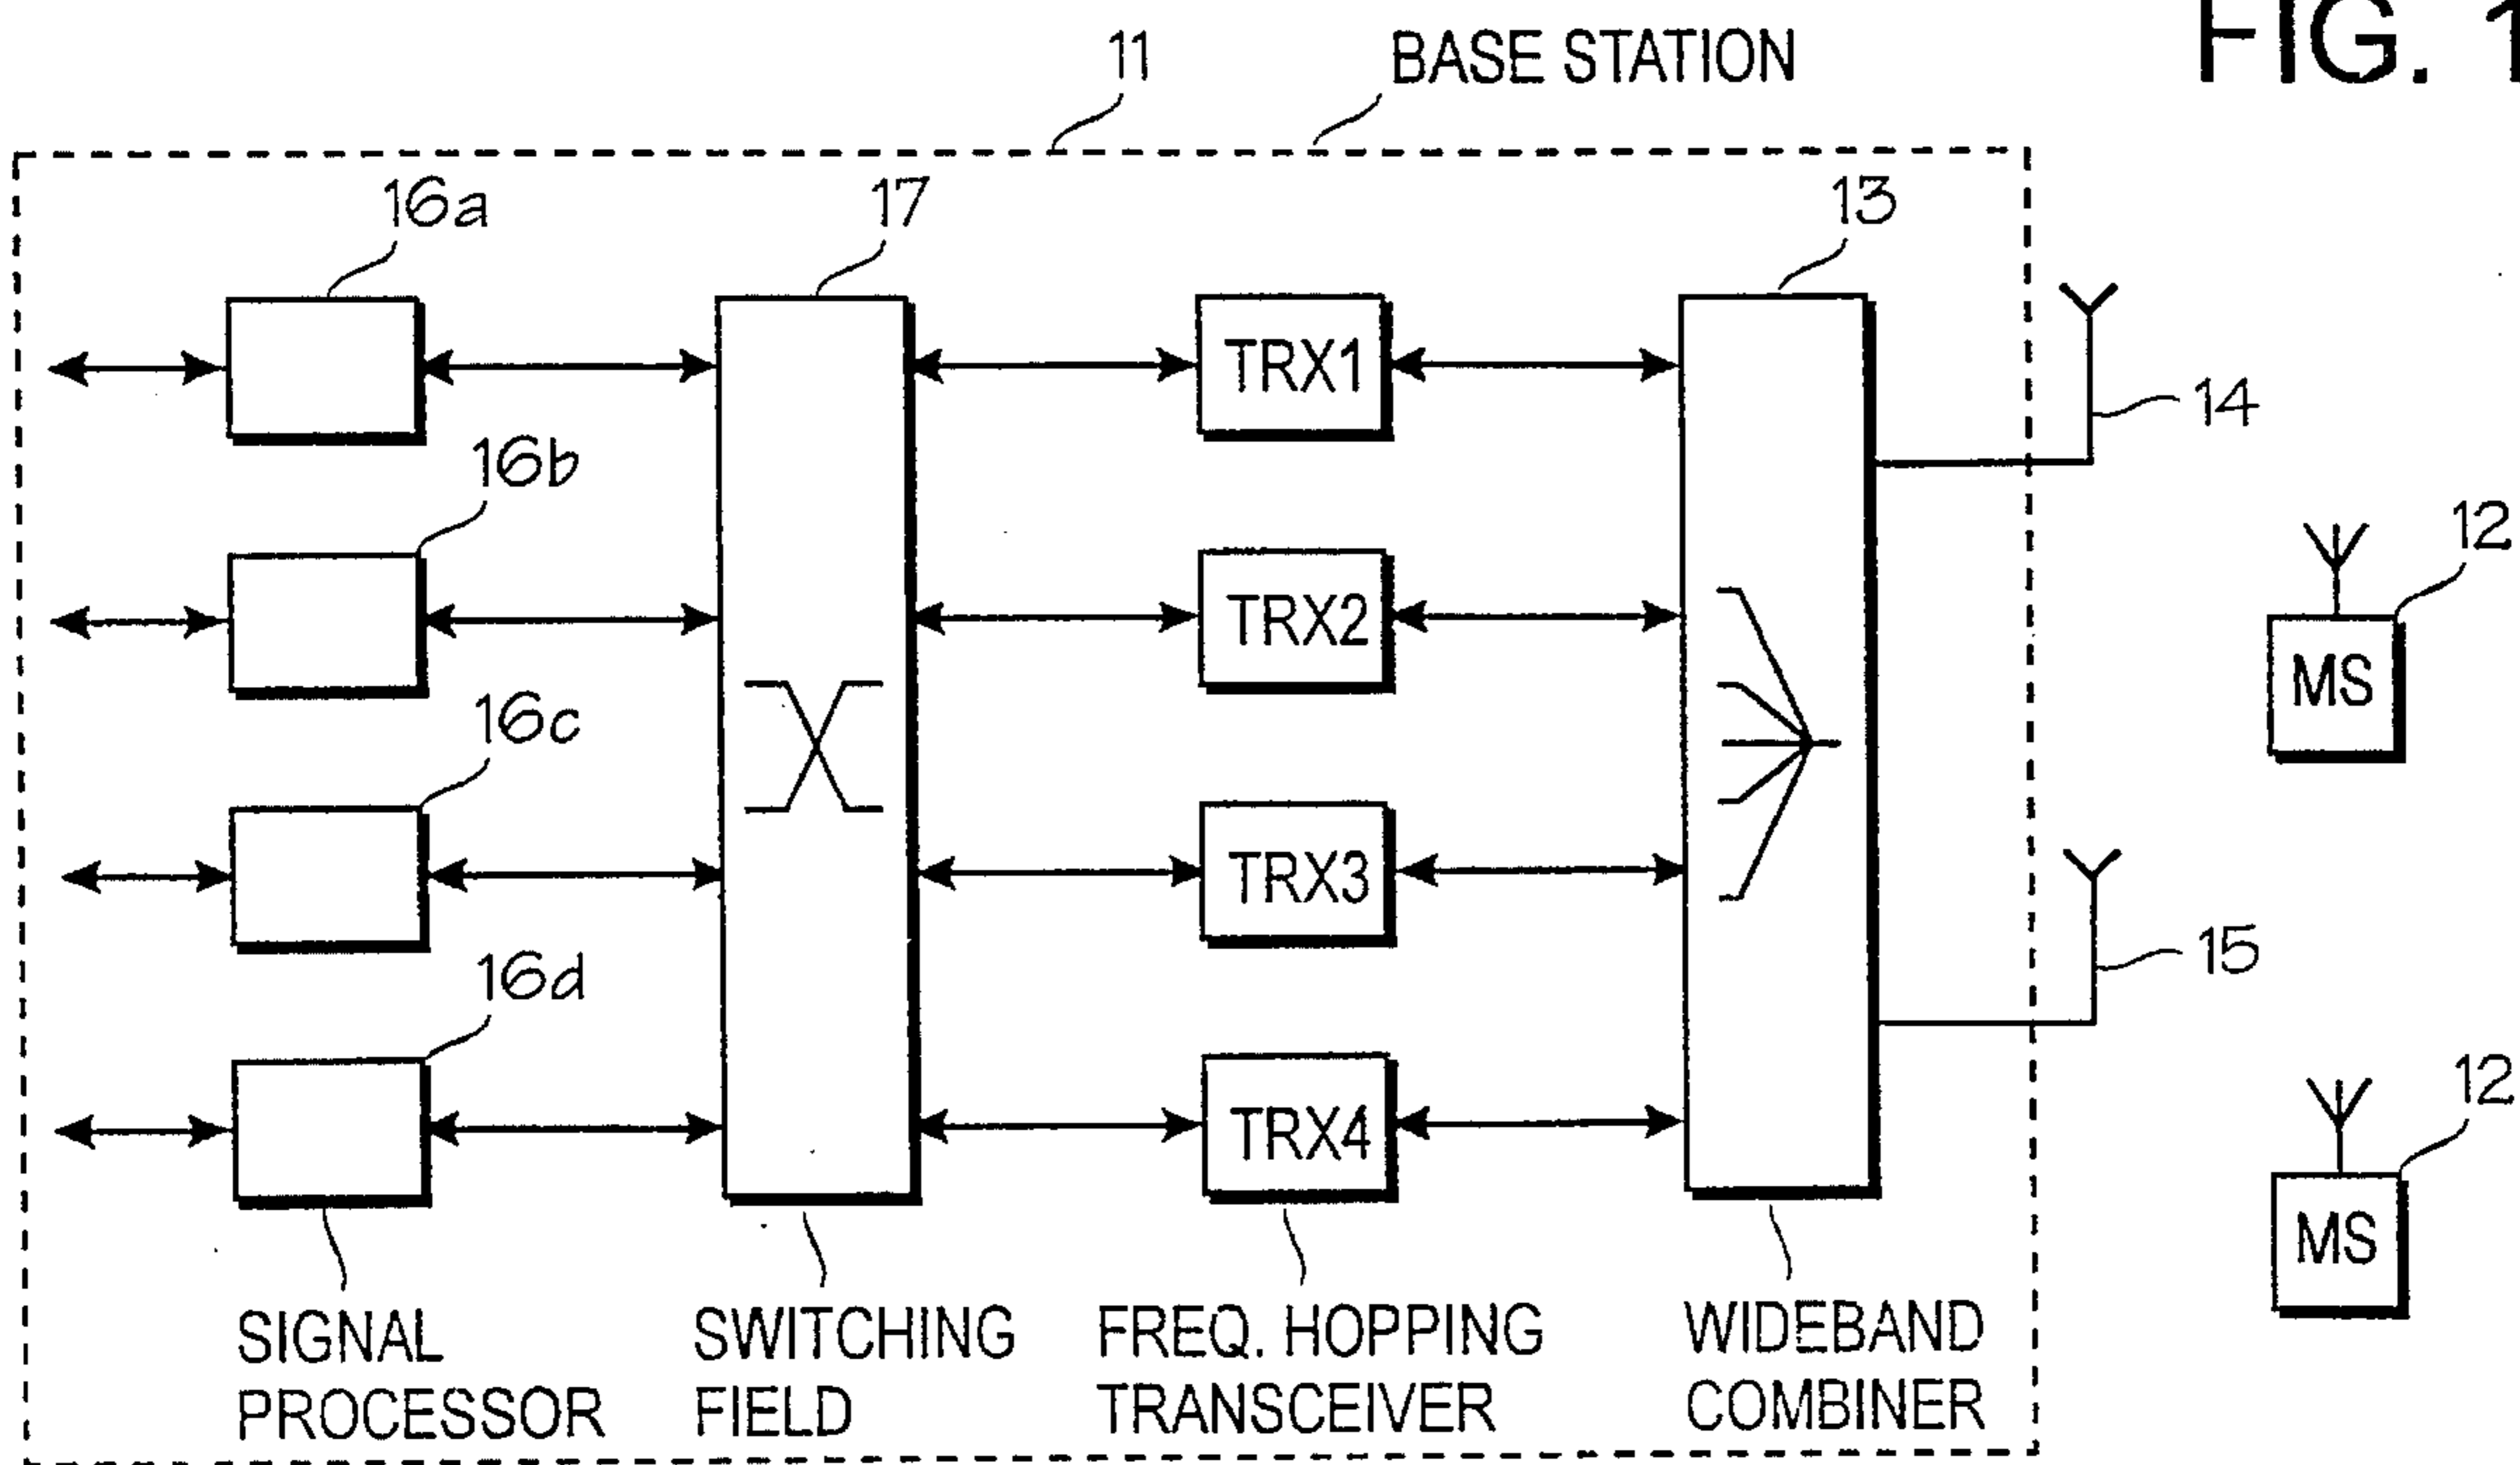 FIG. 1
11
BASE STATION
16a
17
13
TRX1
14
16b
12
TRX2
MS
16c
TRX3
15
16d
12
TRX4
MS
SIGNAL
PROCESSOR
SWITCHING
FIELD
FREQ. HOPPING
TRANSCEIVER
WIDEBAND
COMBINER